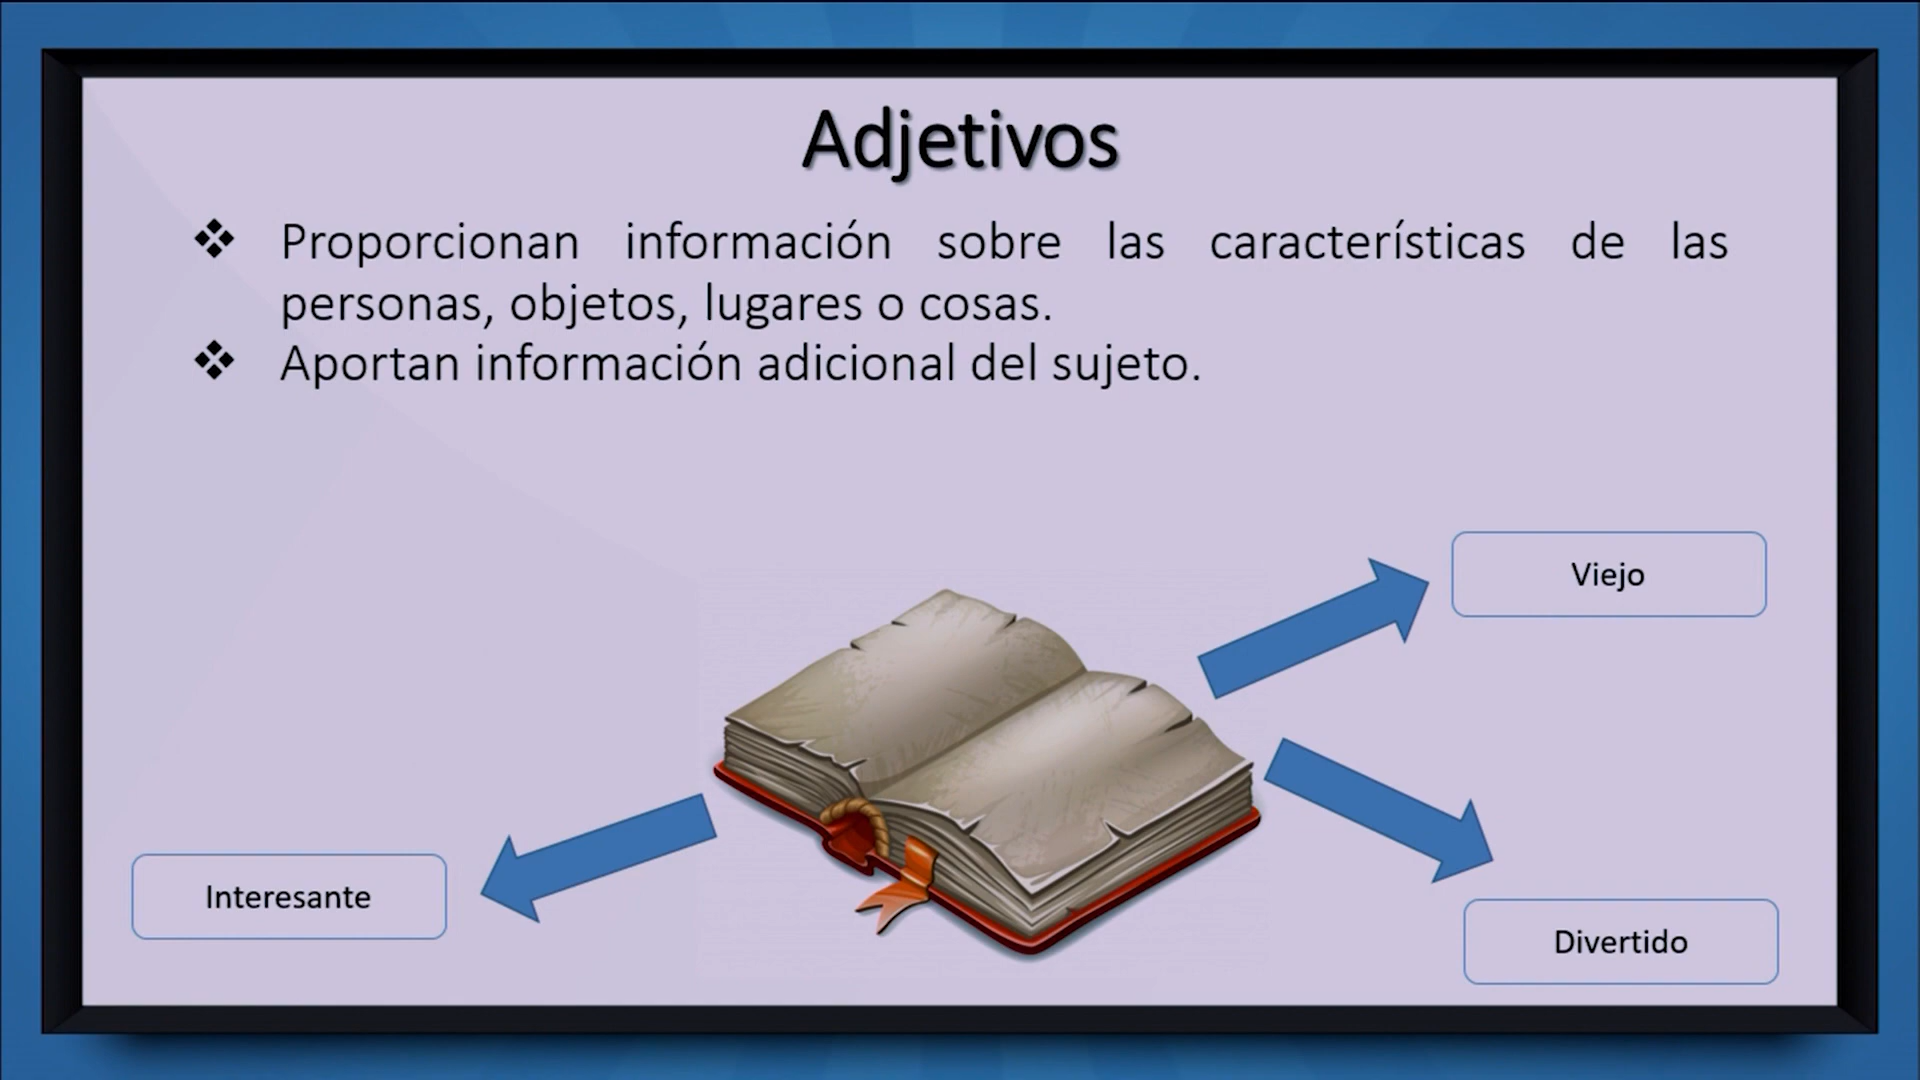 Adjetivos
❖ Proporcionan información sobre las características de las
personas, objetos, lugares o cosas.
❖ Aportan información adicional del sujeto.
Viejo
Interesante
Divertido